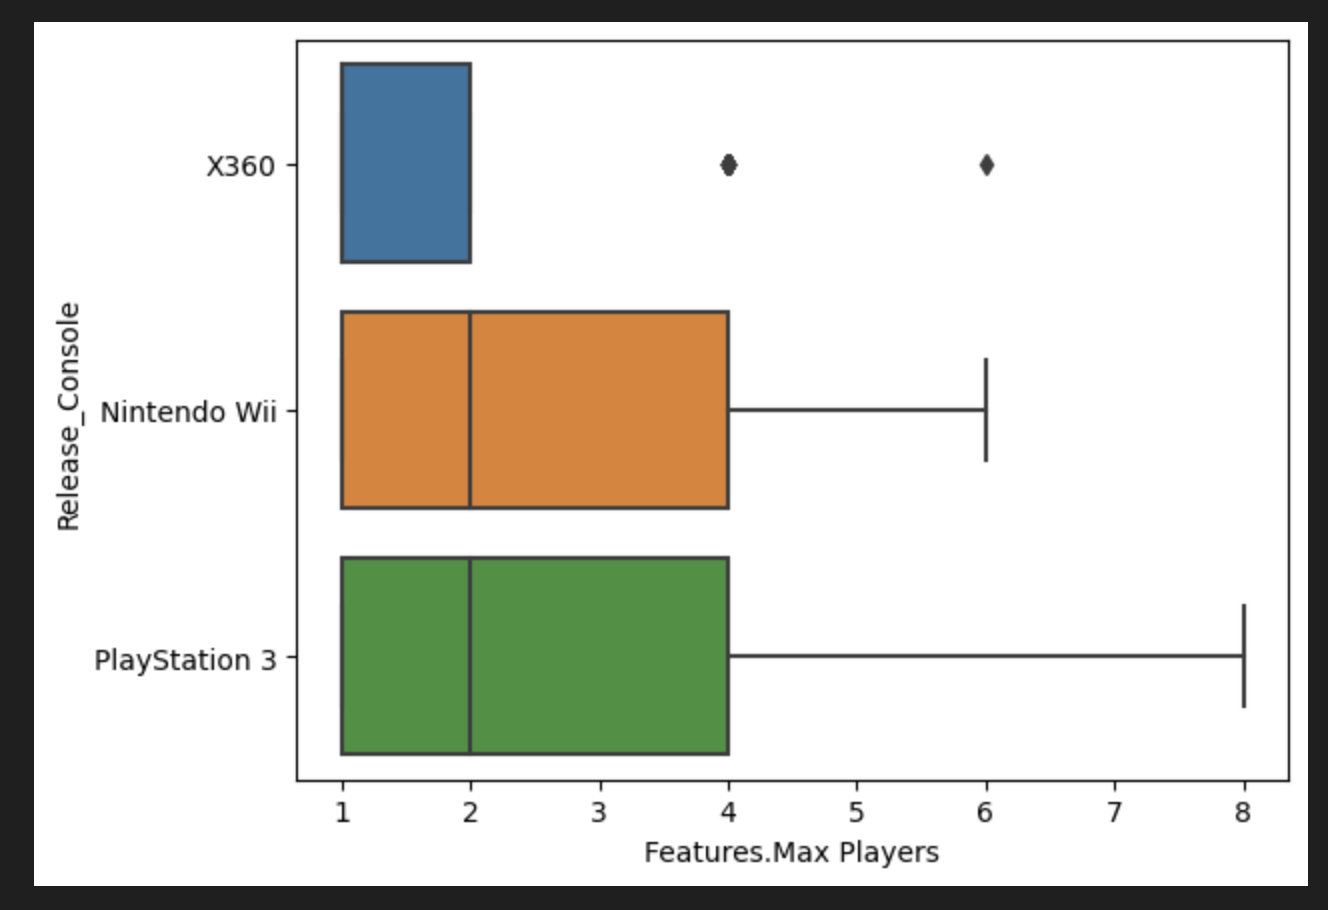 X360
Nintendo Wii
PlayStation 3
Release_Console
1 2 3 4 5 6 7 8
Features.Max Players